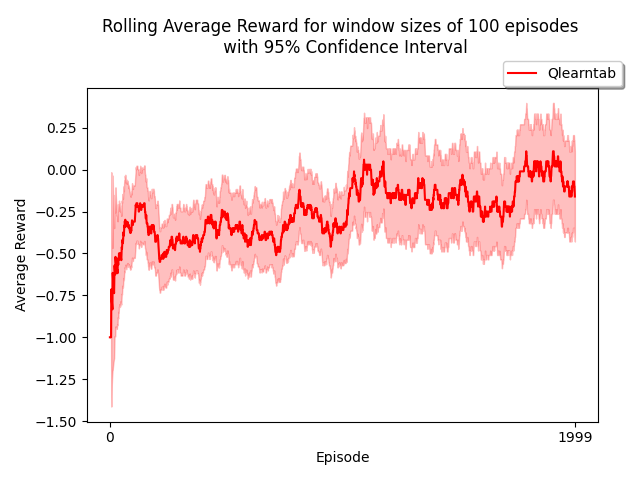 Rolling Average Reward for window sizes of 100 episodes
with 95% Confidence Interval
Qlearntab
0.25
0.00
−0.25
−0.50
−0.75
−1.00
−1.25
−1.50
Average Reward
0
1999
Episode